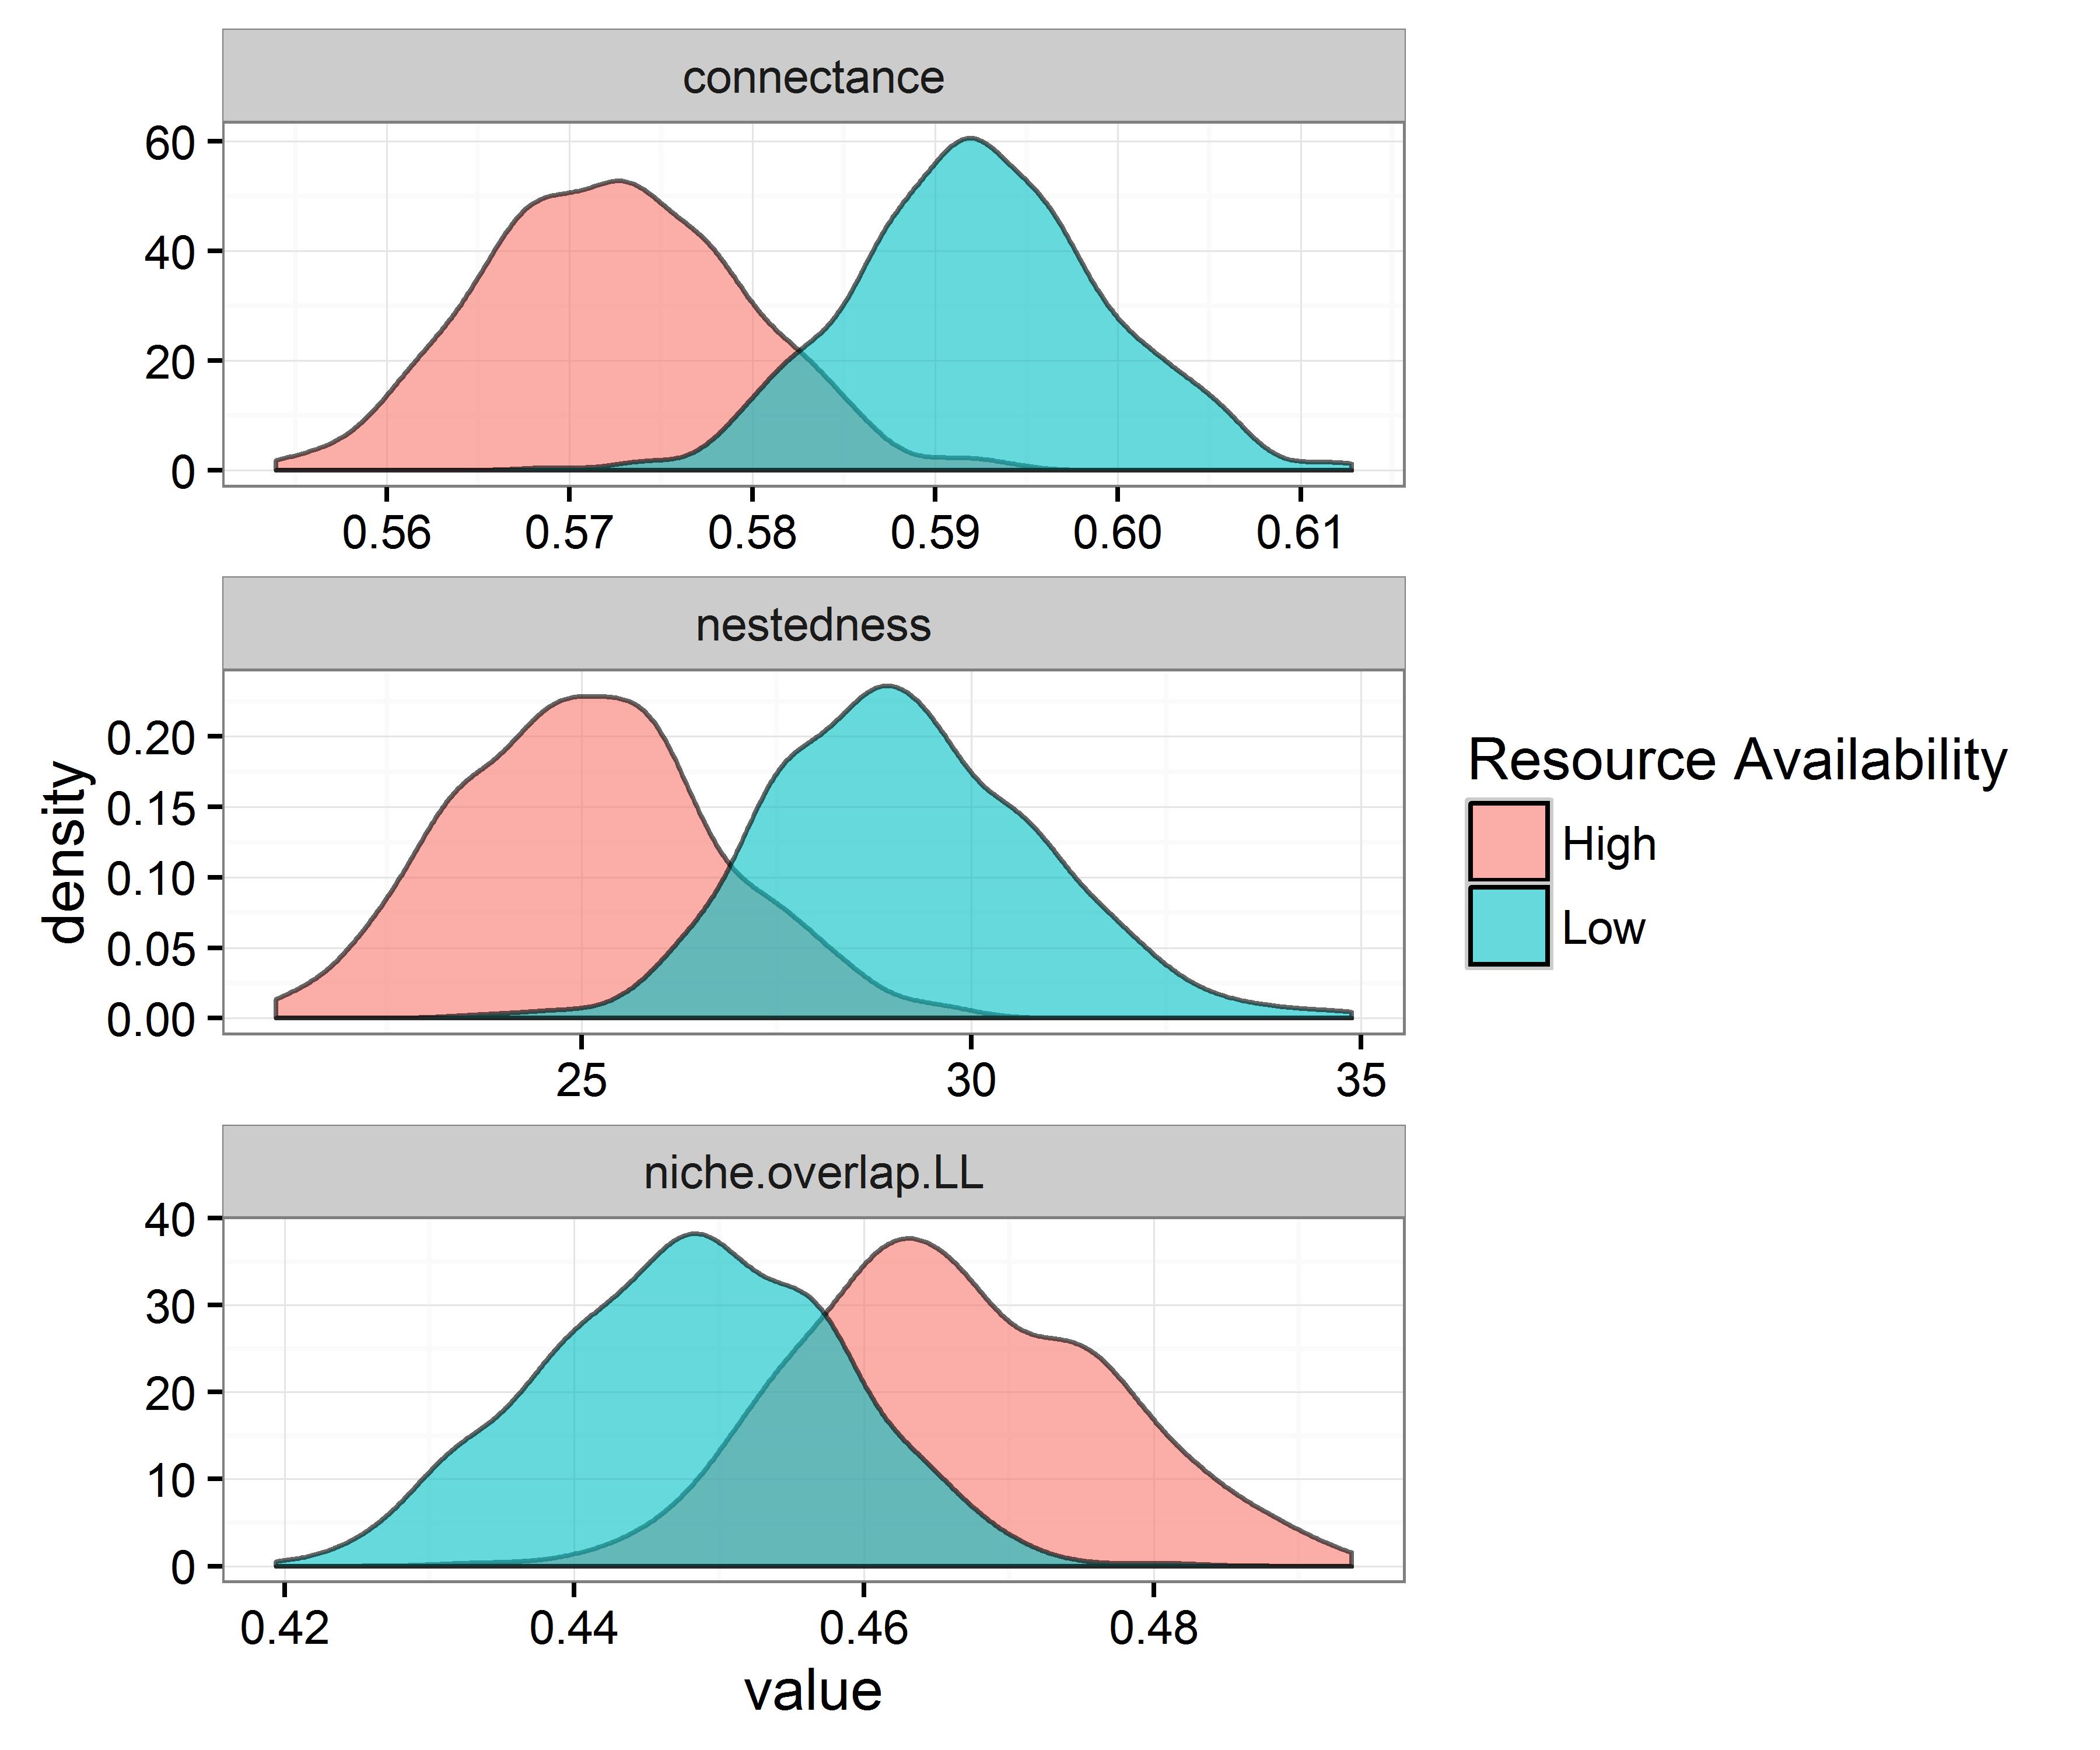 connectance
60
40
20
0
0.56 0.57 0.58 0.59 0.60 0.61
nestedness
0.20
0.15
0.10
0.05
0.00
25 30 35
niche.overlap.LL
40
30
20
10
0
0.42 0.44 0.46 0.48
value
density
Resource Availability
High
Low